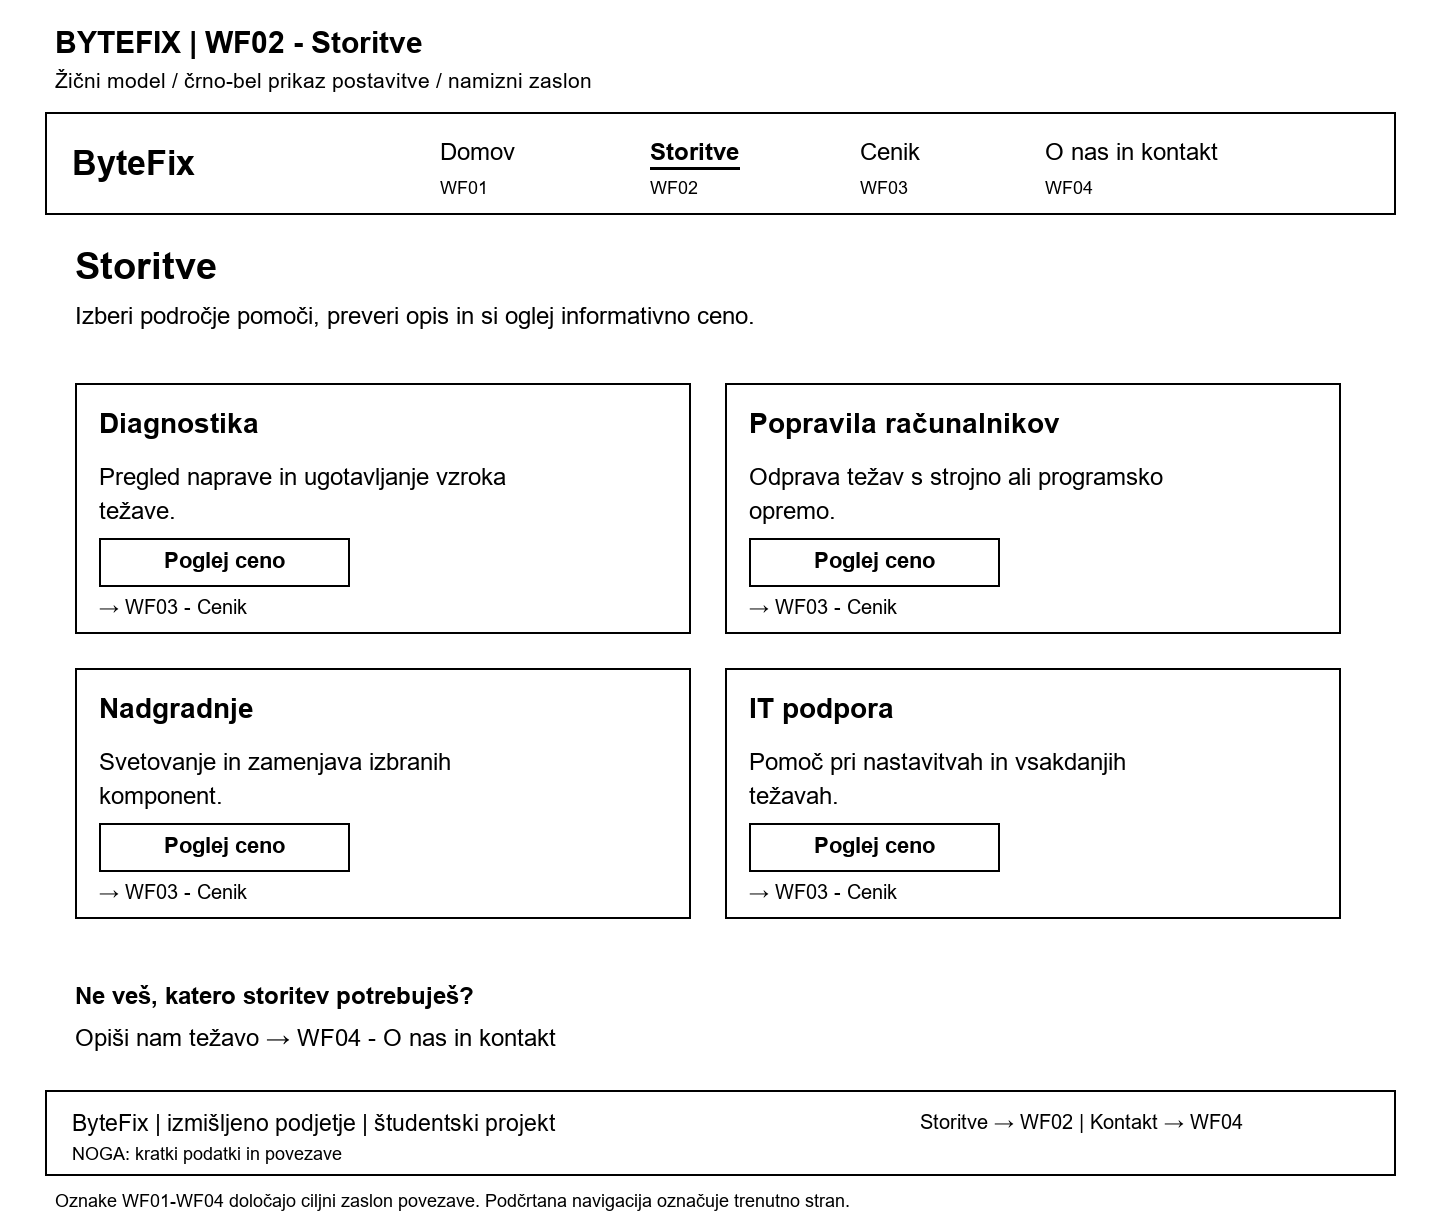 BYTEFIX | WF02 - Storitve
Žični model / črno-bel prikaz postavitve / namizni zaslon
ByteFix
Domov
WF01
Storitve
WF02
Cenik
WF03
O nas in kontakt
WF04
Storitve
Izberi področje pomoči, preveri opis in si oglej informativno ceno.
Diagnostika
Pregled naprave in ugotavljanje vzroka
težave.
Poglej ceno
→ WF03 - Cenik
Popravila računalnikov
Odprava težav s strojno ali programsko
opremo.
Poglej ceno
→ WF03 - Cenik
Nadgradnje
Svetovanje in zamenjava izbranih
komponent.
Poglej ceno
→ WF03 - Cenik
IT podpora
Pomoč pri nastavitvah in vsakdanjih
težavah.
Poglej ceno
→ WF03 - Cenik
Ne veš, katero storitev potrebuješ?
Opiši nam težavo → WF04 - O nas in kontakt
ByteFix | izmišljeno podjetje | študentski projekt
NOGA: kratki podatki in povezave
Storitve → WF02 | Kontakt → WF04
Oznake WF01-WF04 določajo ciljni zaslon povezave. Podčrtana navigacija označuje trenutno stran.